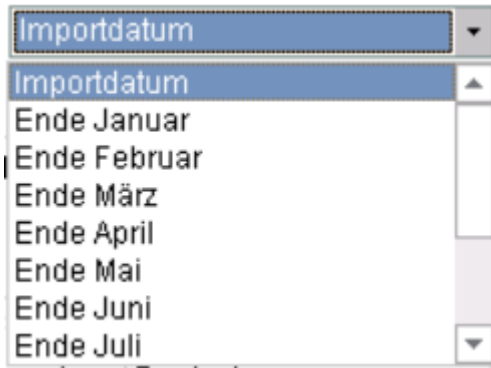 Importdatum
Importdatum
Ende Januar
Ende Februar
Ende März
Ende April
Ende Mai
Ende Juni
Ende Juli